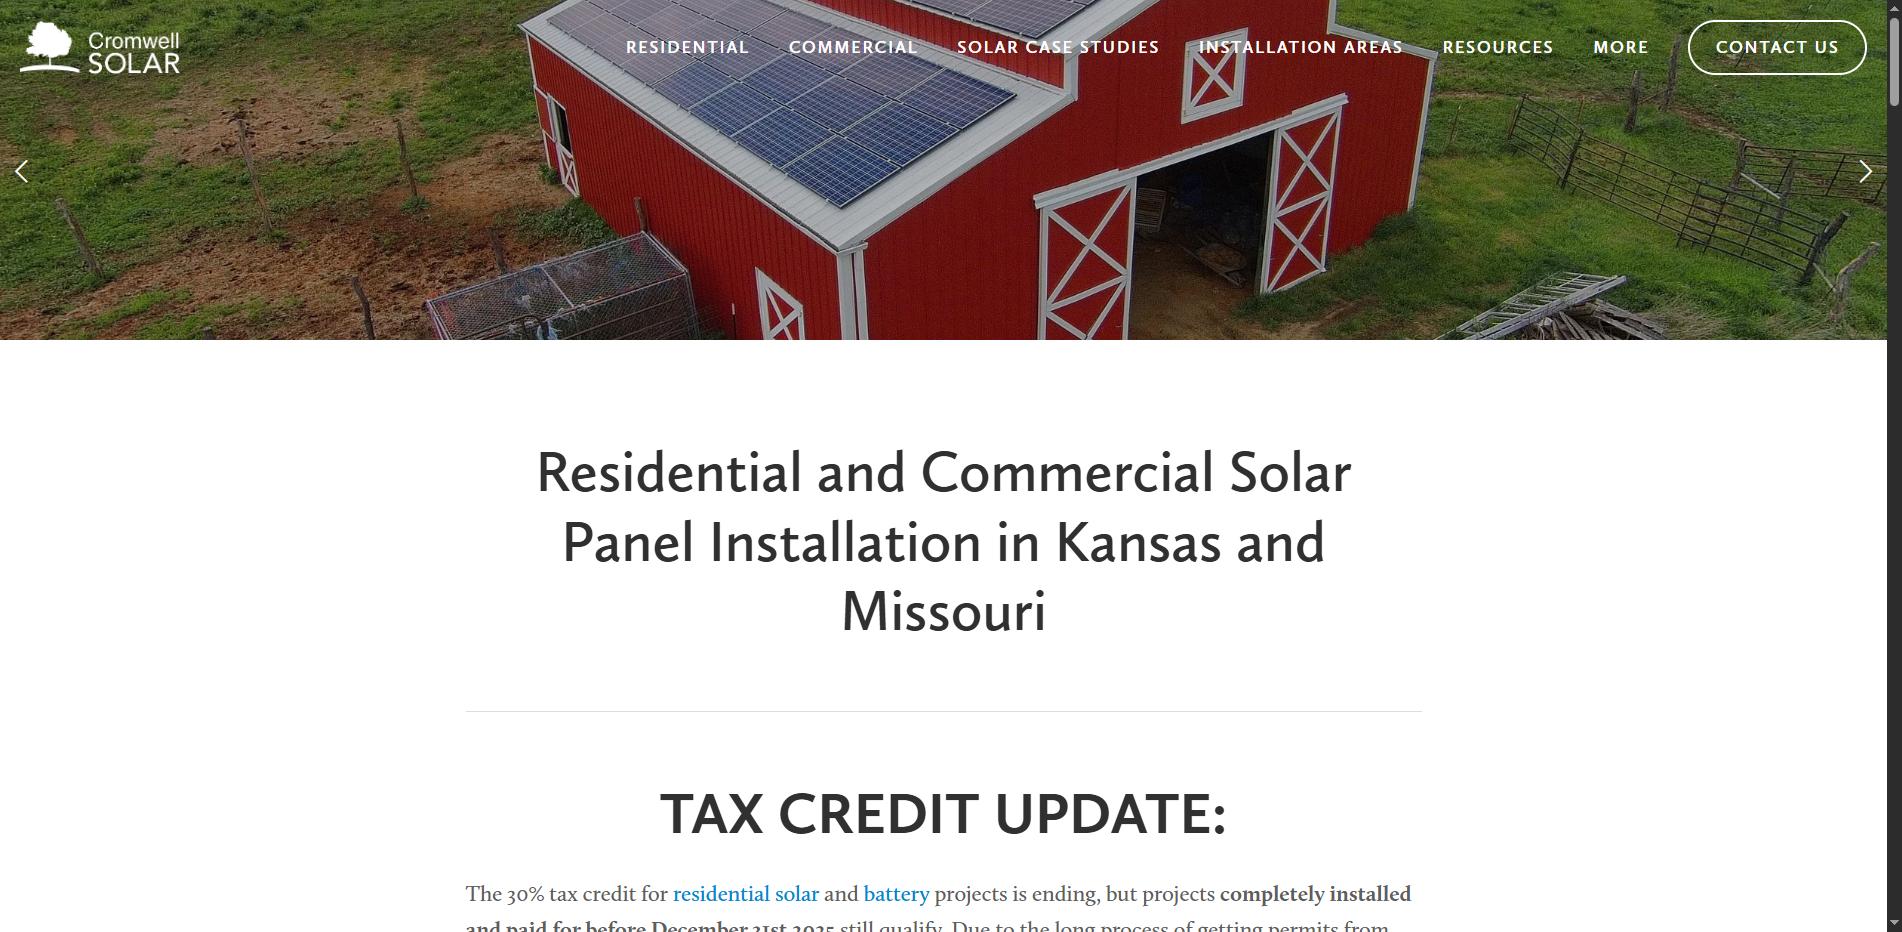 Cromwell
SOLAR
RESIDENTIAL COMMERCIAL SOLAR CASE STUDIES INSTALLATION AREAS RESOURCES MORE CONTACT US
Residential and Commercial Solar
Panel Installation in Kansas and
Missouri
TAX CREDIT UPDATE:
The 30% tax credit for residential solar and battery projects is ending, but projects completely installed
and paid for before December 31st 2025 still qualify. Due to the long process of getting permits from